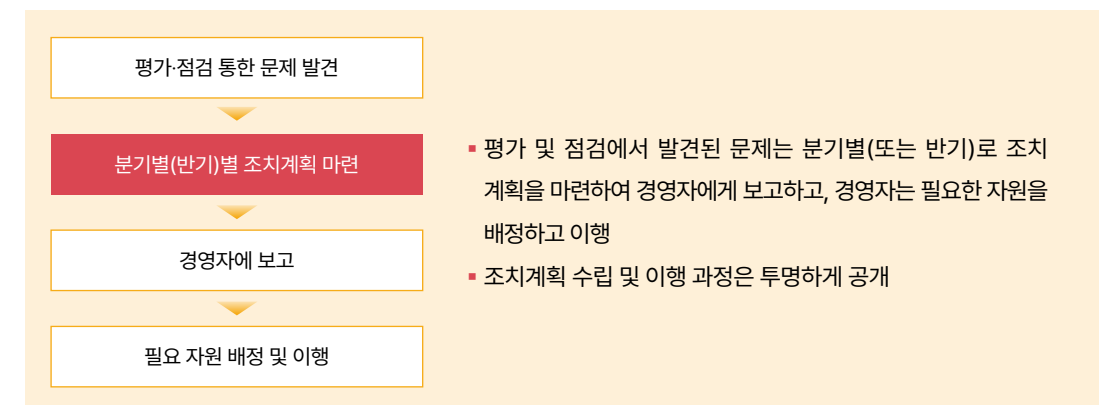 평가·점검 통한 문제 발견
분기별(반기)별 조치계획 마련
경영자에 보고
필요 자원 배정 및 이행
▪ 평가 및 점검에서 발견된 문제는 분기별(또는 반기)로 조치
계획을 마련하여 경영자에게 보고하고, 경영자는 필요한 자원을
배정하고 이행
▪ 조치계획 수립 및 이행 과정은 투명하게 공개